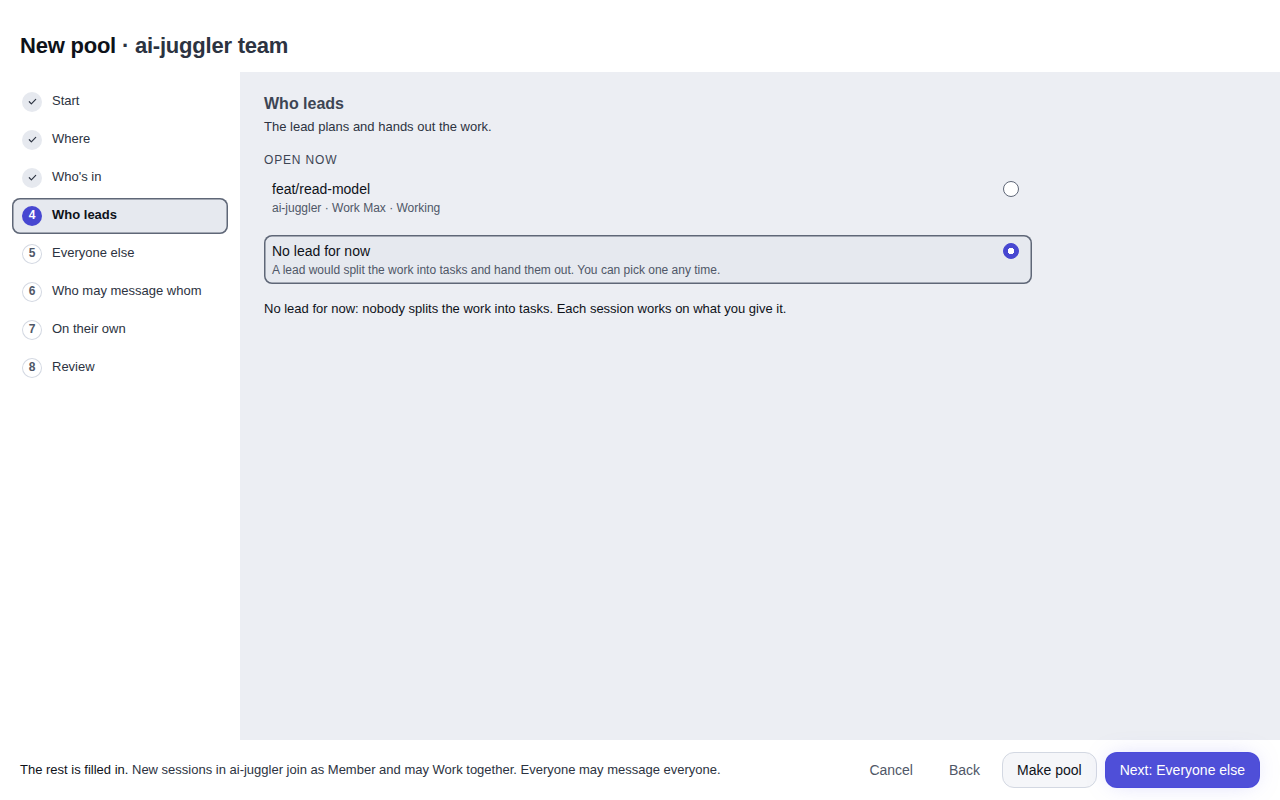 New pool · ai-juggler team
Start
Where
Who's in
4 Who leads
5 Everyone else
6 Who may message whom
7 On their own
8 Review
Who leads
The lead plans and hands out the work.
OPEN NOW
feat/read-model
ai-juggler · Work Max · Working
No lead for now
A lead would split the work into tasks and hand them out. You can pick one any time.
No lead for now: nobody splits the work into tasks. Each session works on what you give it.
The rest is filled in. New sessions in ai-juggler join as Member and may Work together. Everyone may message everyone.
Cancel
Back
Make pool
Next: Everyone else